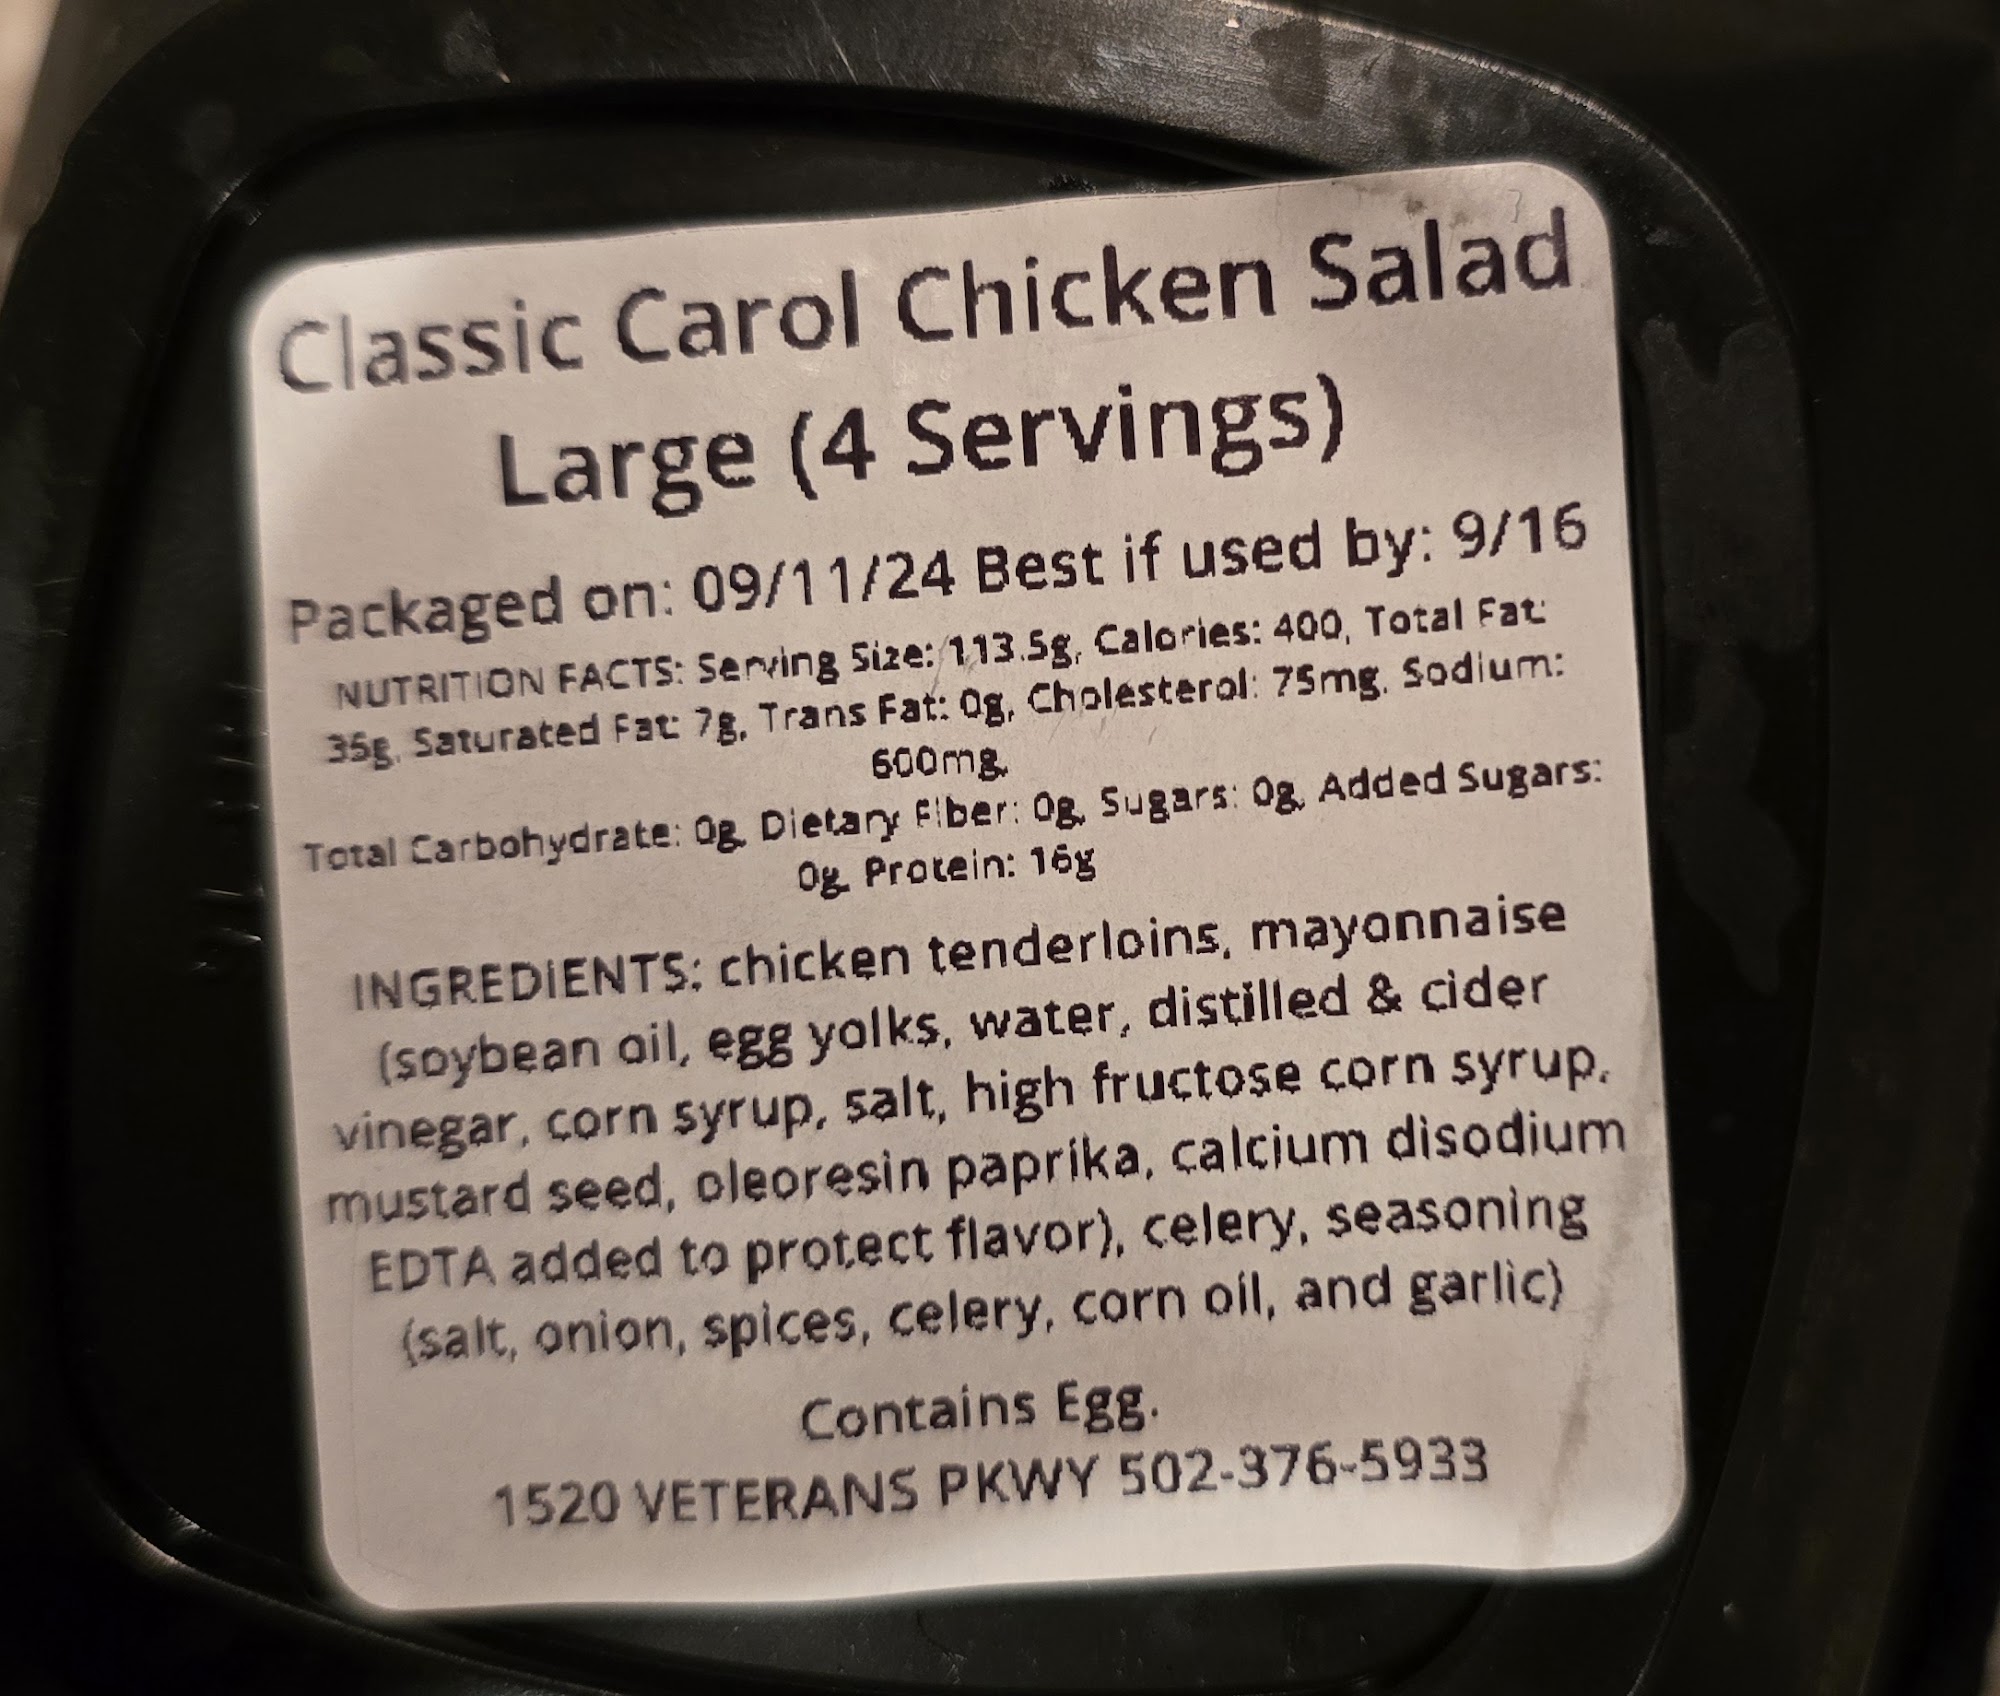 Classic Carol Chicken Salad
Large (4 Servings)
Packaged on: 09/11/24 Best if used by: 9/16
NUTRITION FACTS: Serving Size: 113.5g, Calories: 400, Total Fat:
35g, Saturated Fat: 7g, Trans Fat: 0g, Cholesterol: 75mg, Sodium:
600mg,
Total Carbohydrate: 0g, Dietary Fiber: 0g, Sugars: 0g, Added Sugars:
0g, Protein: 16g
INGREDIENTS: chicken tenderloins, mayonnaise
(soybean oil, egg yolks, water, distilled & cider
vinegar, corn syrup, salt, high fructose corn syrup,
mustard seed, oleoresin paprika, calcium disodium
EDTA added to protect flavor), celery, seasoning
(salt, onion, spices, celery, corn oil, and garlic)
Contains Egg.
1520 VETERANS PKWY 502-376-5933